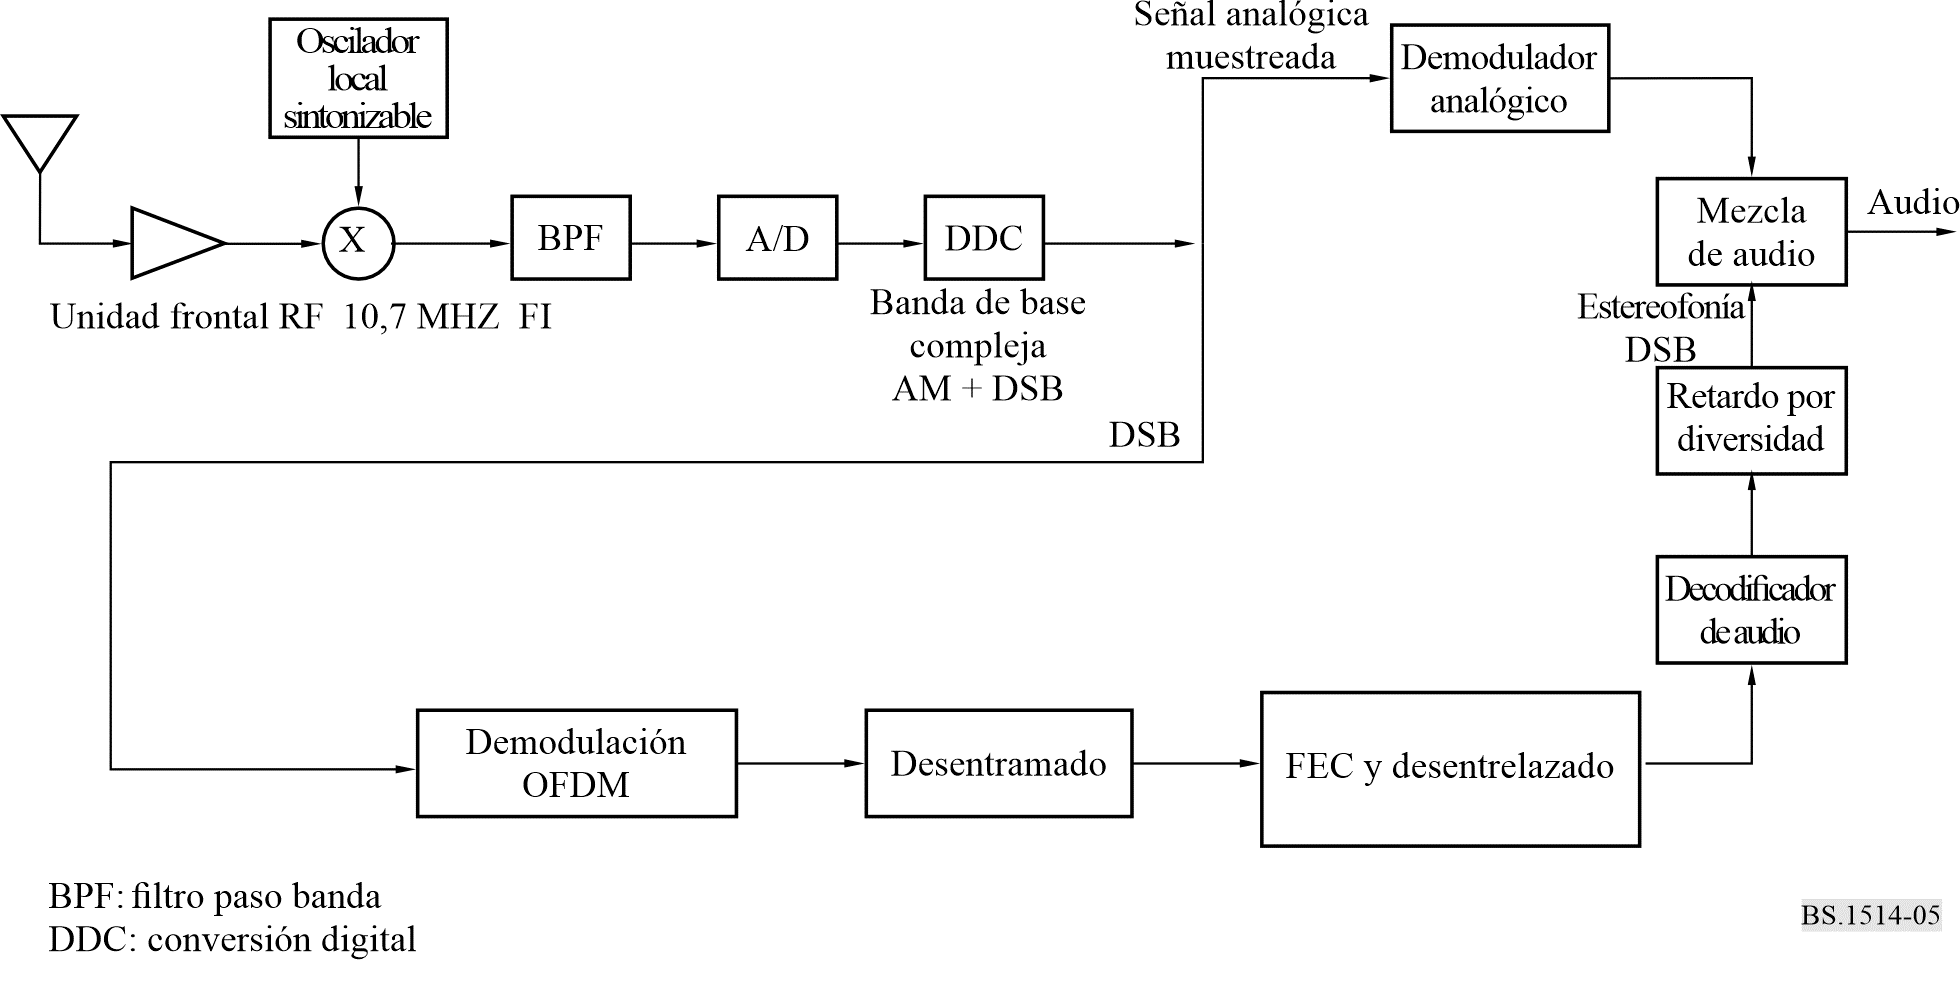 Oscilador
local
sintonizable
Señal analógica
muestreada
Demodulador
analógico
X
BPF
A/D
DDC
Mezcla
de audio
Audio
Unidad frontal RF 10,7 MHZ FI
Banda de base
compleja
AM + DSB
DSB
Estereofonía
DSB
Retardo por
diversidad
Decodificador
de audio
Demodulación
OFDM
Desentramado
FEC y desentrelazado
BPF: filtro paso banda
DDC: conversión digital
BS.1514-05